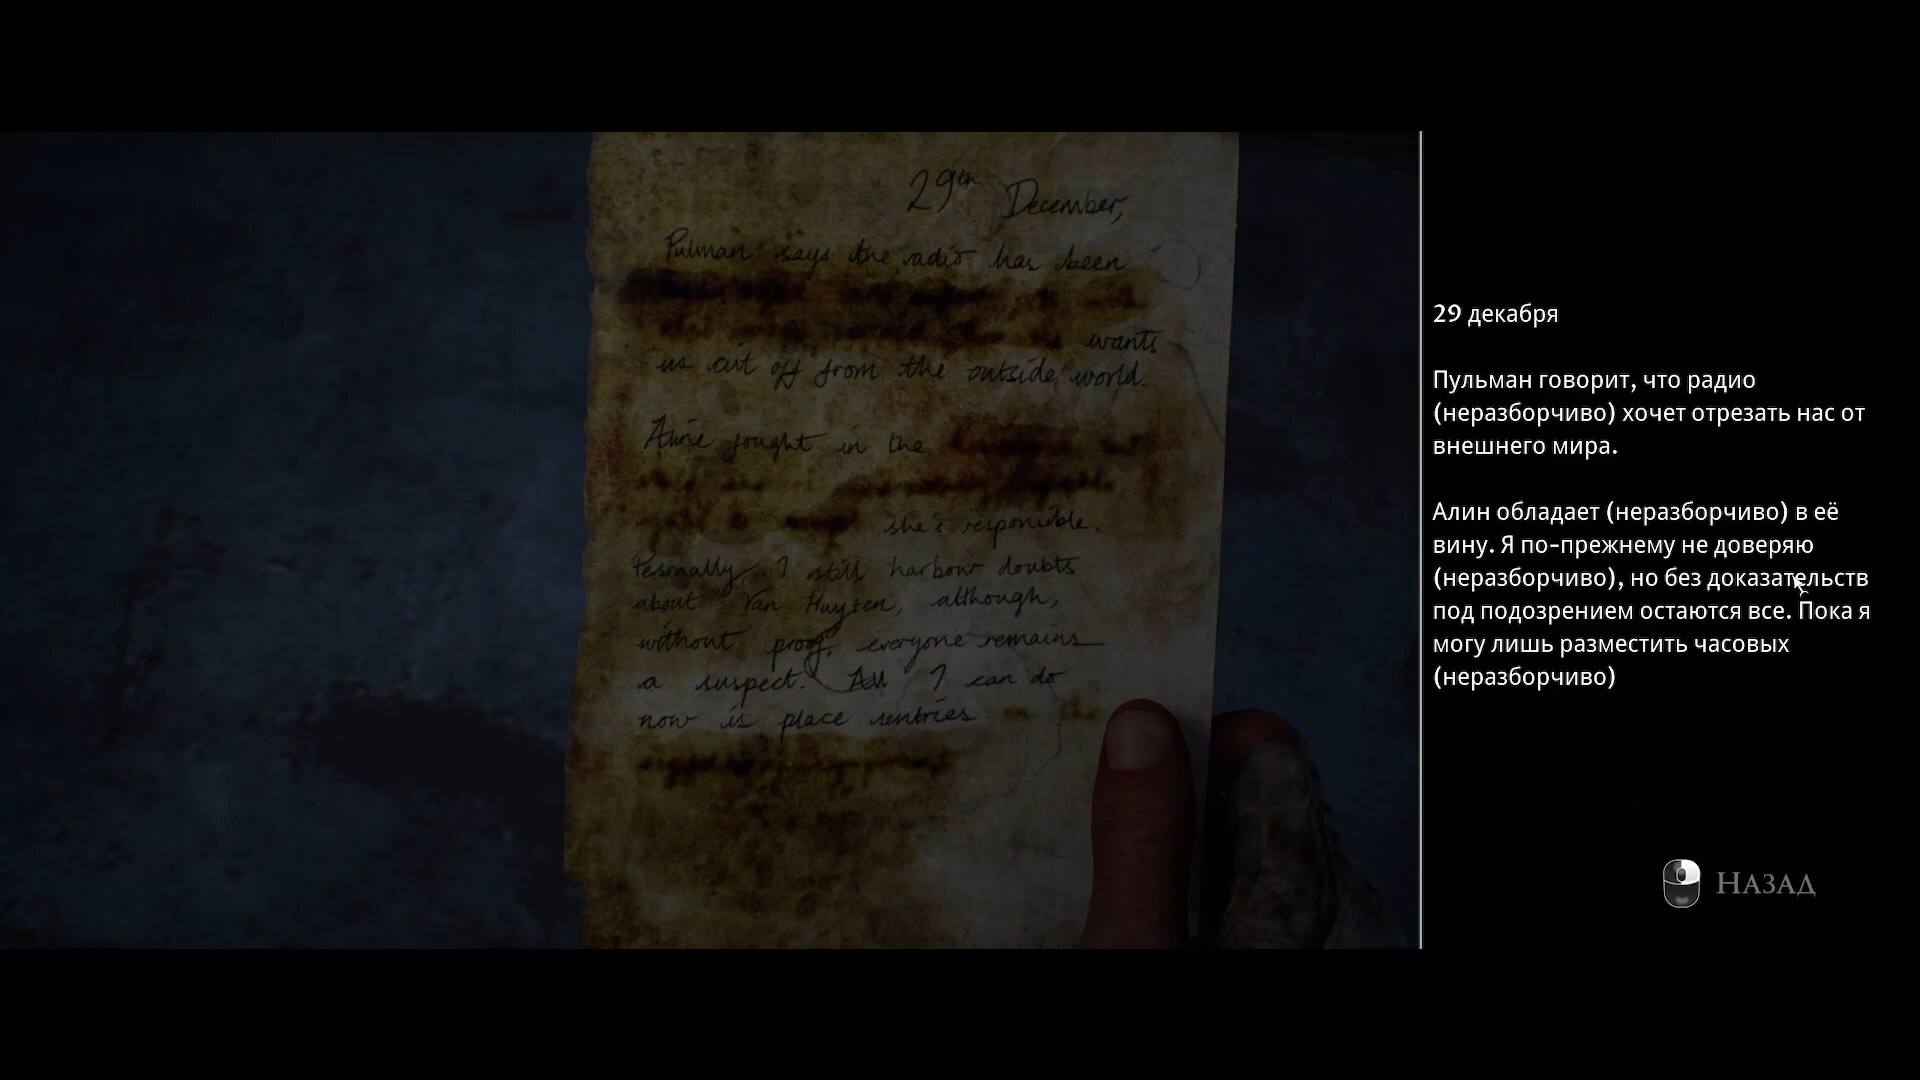 29th December,
Pulman says the radio has been
wants
us cut off from the outside world.
fought in the
she's responsible.
Personally, I still harbour doubts
about Van Huyten, although,
without proof, everyone remains
a suspect. All I can do
now is place sentries
29 декабря
Пульман говорит, что радио
(неразборчиво) хочет отрезать нас от
внешнего мира.
Алин обладает (неразборчиво) в её
вину. Я по-прежнему не доверяю
(неразборчиво), но без доказательств
под подозрением остаются все. Пока я
могу лишь разместить часовых
(неразборчиво)
Назад